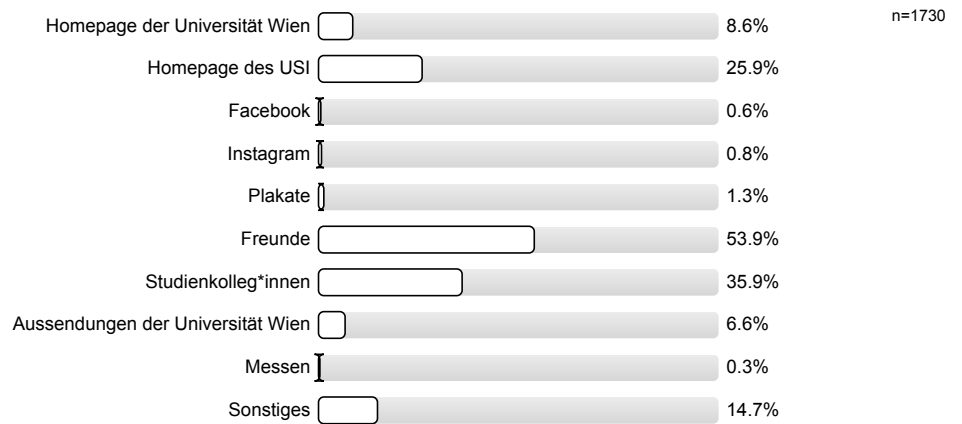 Homepage der Universität Wien 8.6% n=1730
Homepage des USI 25.9%
Facebook 0.6%
Instagram 0.8%
Plakate 1.3%
Freunde 53.9%
Studienkolleg*innen 35.9%
Aussendungen der Universität Wien 6.6%
Messen 0.3%
Sonstiges 14.7%